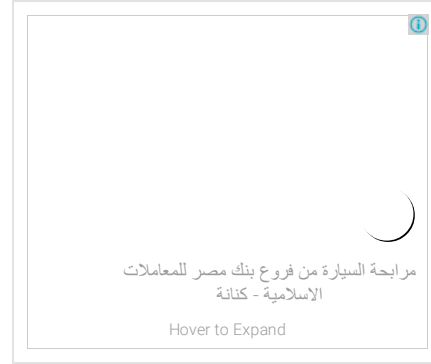 مرابحة السيارة من فروع بنك مصر للمعاملات
الاسلامية - كنانة
Hover to Expand